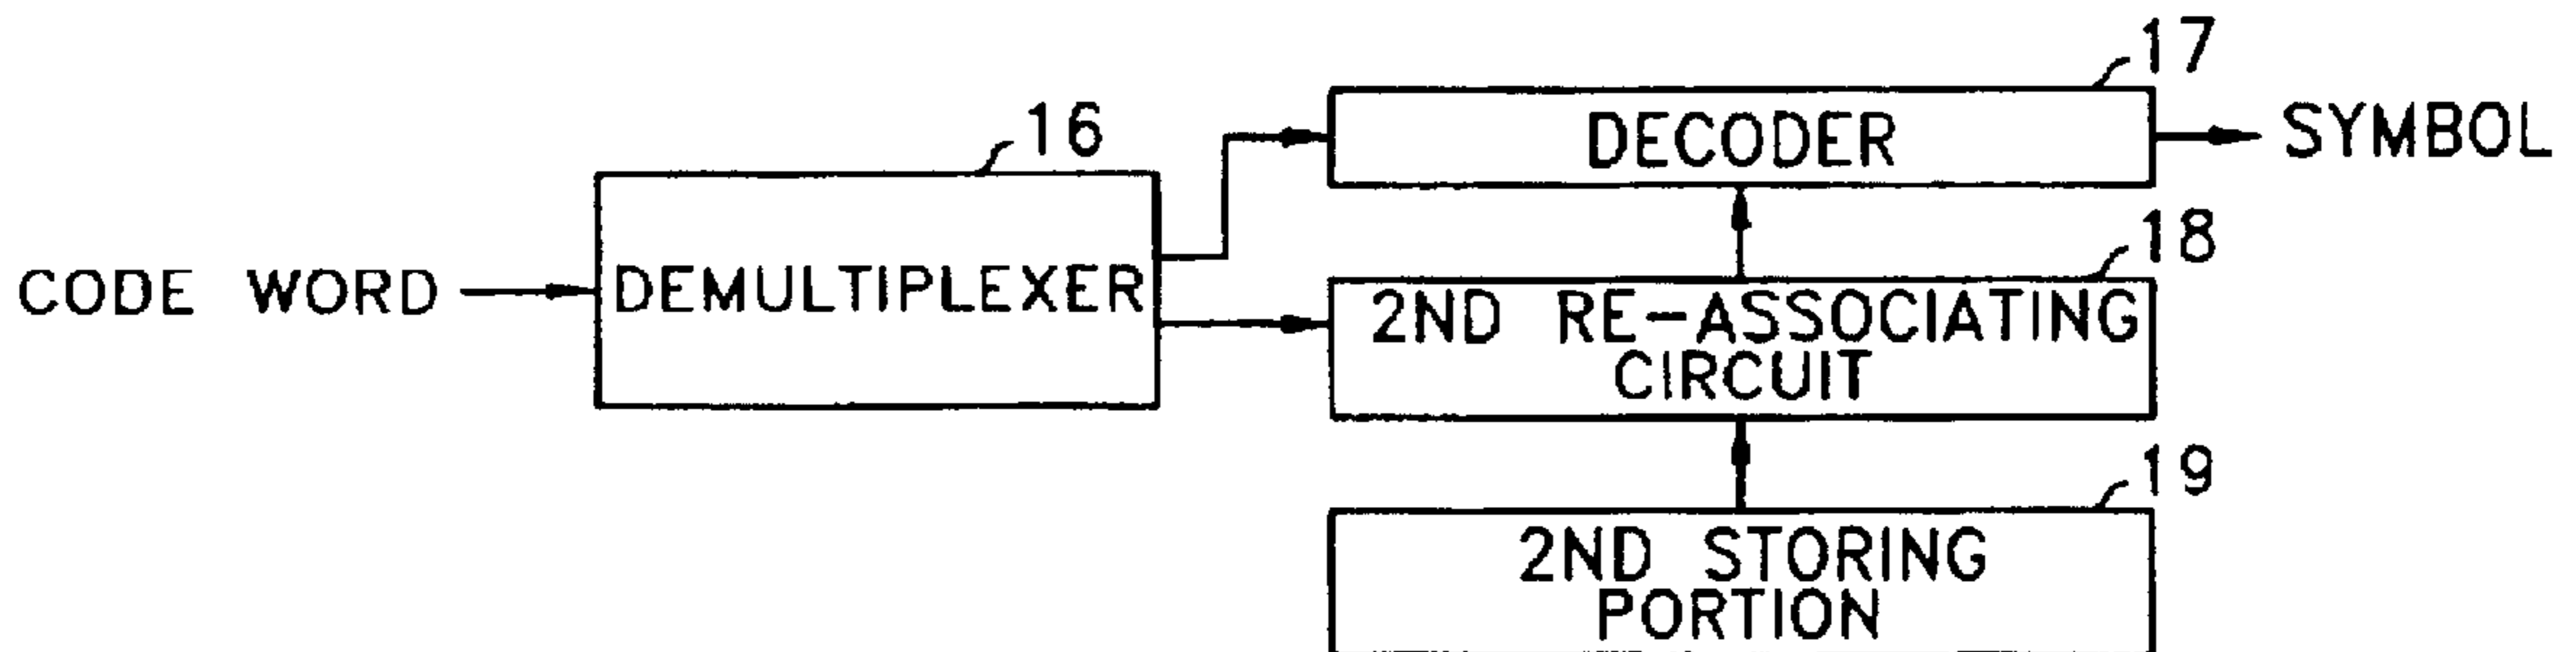 17
DECODER
SYMBOL
16
CODE WORD
DEMULTIPLEXER
18
2ND RE-ASSOCIATING
CIRCUIT
19
2ND STORING
PORTION